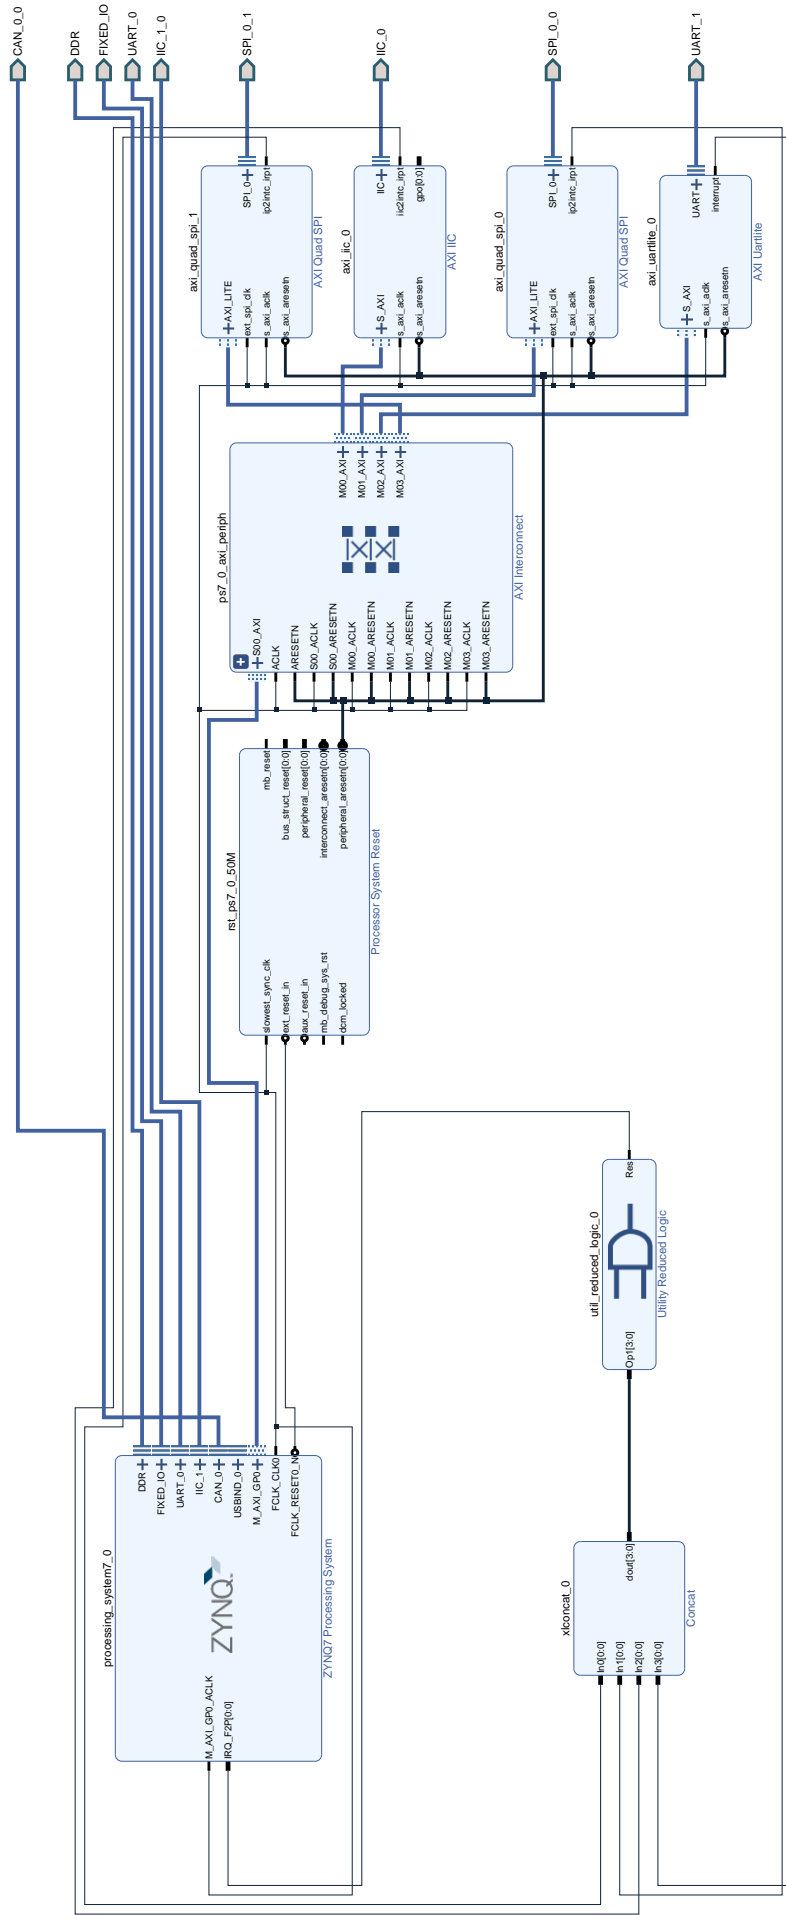 CAN_0_0
DDR
FIXED_IO
UART_0
IIC_1_0
SPI_0_1
IIC_0
SPI_0_0
UART_1
axi_quad_spi_1
AXI_LITE
ext_spi_clk
s_axi_aclk
s_axi_aresetn
SPI_0
ip2intc_irpt
AXI Quad SPI
axi_iic_0
S_AXI
s_axi_aclk
s_axi_aresetn
IIC
iic2intc_irpt
gpo[0:0]
AXI IIC
axi_quad_spi_0
AXI_LITE
ext_spi_clk
s_axi_aclk
s_axi_aresetn
SPI_0
ip2intc_irpt
AXI Quad SPI
axi_uartlite_0
S_AXI
s_axi_aclk
s_axi_aresetn
UART
interrupt
AXI Uartlite
ps7_0_axi_periph
S00_AXI
ACLK
ARESETN
S00_ACLK
S00_ARESETN
M00_ACLK
M00_ARESETN
M01_ACLK
M01_ARESETN
M02_ACLK
M02_ARESETN
M03_ACLK
M03_ARESETN
M00_AXI
M01_AXI
M02_AXI
M03_AXI
AXI Interconnect
rst_ps7_0_50M
slowest_sync_clk
ext_reset_in
aux_reset_in
mb_debug_sys_rst
dcm_locked
mb_reset
bus_struct_reset[0:0]
peripheral_reset[0:0]
interconnect_aresetn[0:0]
peripheral_aresetn[0:0]
Processor System Reset
util_reduced_logic_0
Op1[3:0]
Res
Utility Reduced Logic
processing_system7_0
M_AXI_GP0_ACLK
IRQ_F2P[0:0]
ZYNQ
DDR
FIXED_IO
UART_0
IIC_1
CAN_0
USBIND_0
M_AXI_GP0
FCLK_CLK0
FCLK_RESET0_N
ZYNQ7 Processing System
xlconcat_0
In0[0:0]
In1[0:0]
In2[0:0]
In3[0:0]
dout[3:0]
Concat